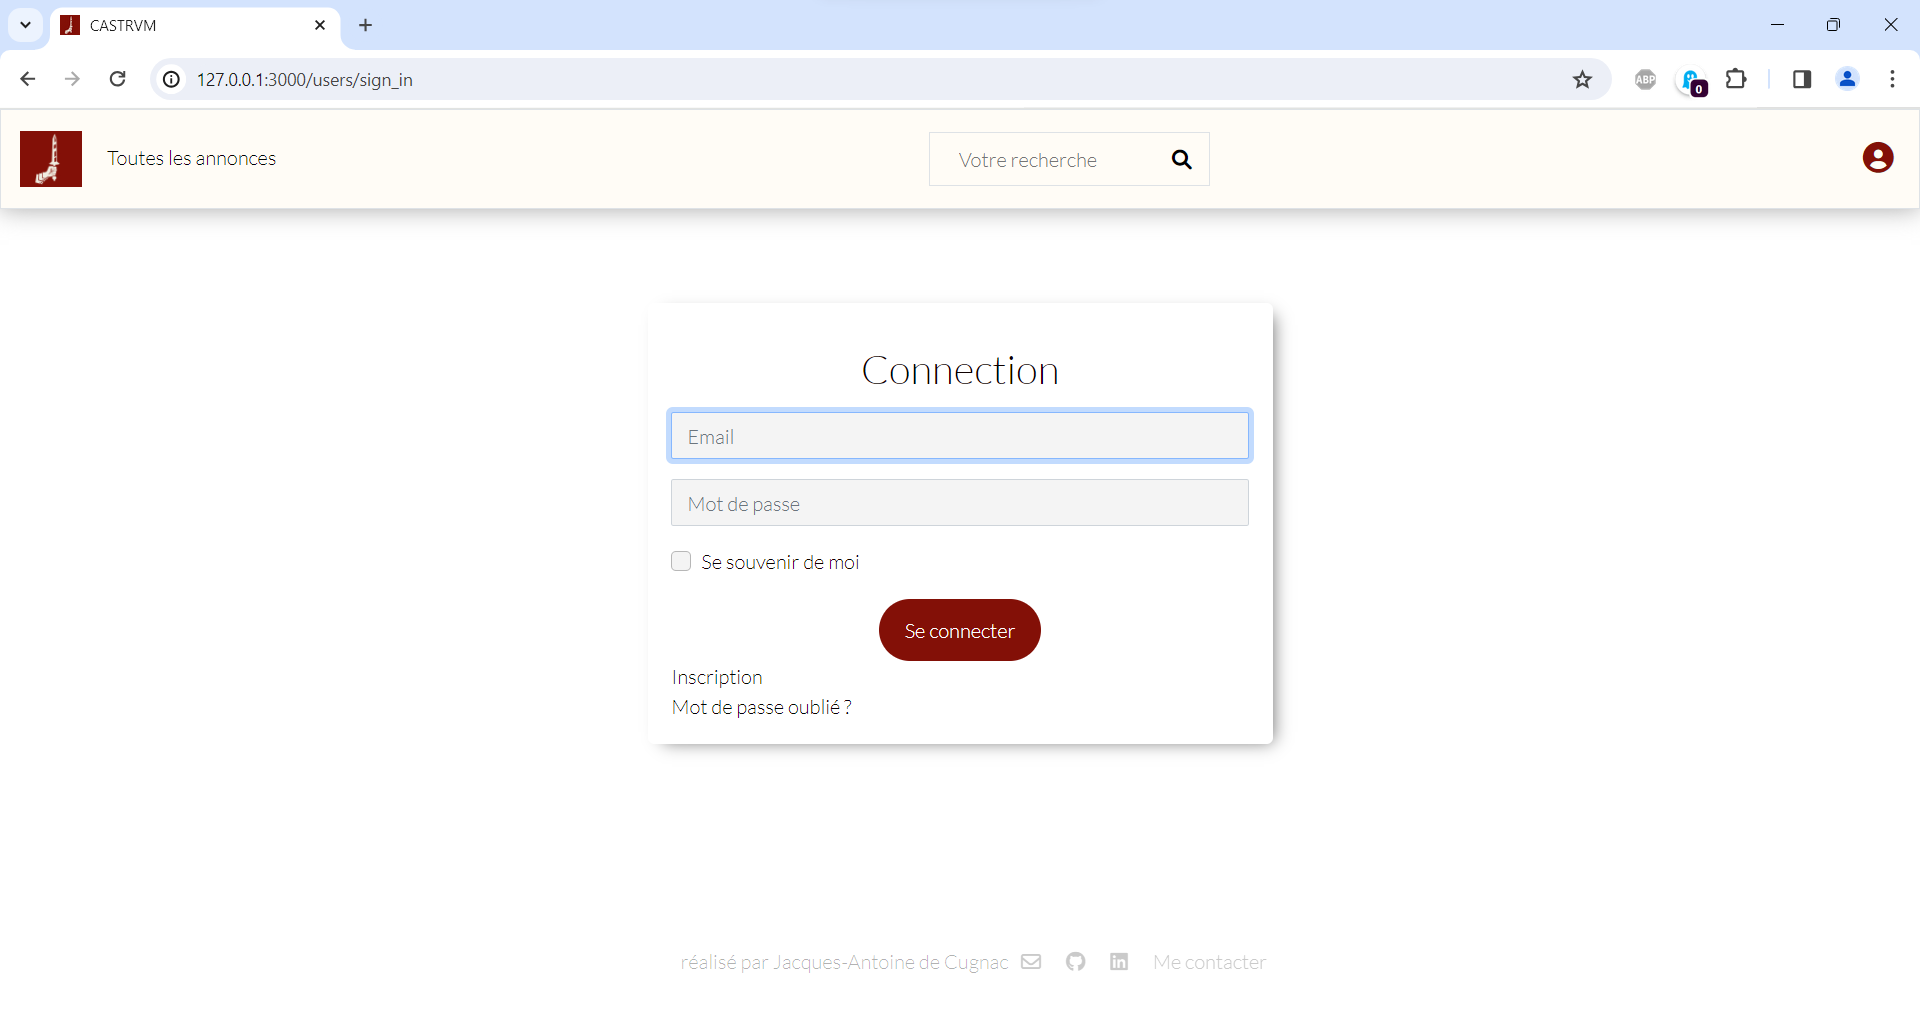 CASTRVM
127.0.0.1:3000/users/sign_in
ABP
0
Toutes les annonces
Votre recherche
Connection
Email
Mot de passe
Se souvenir de moi
Se connecter
Inscription
Mot de passe oublié ?
réalisé par Jacques-Antoine de Cugnac
in
Me contacter